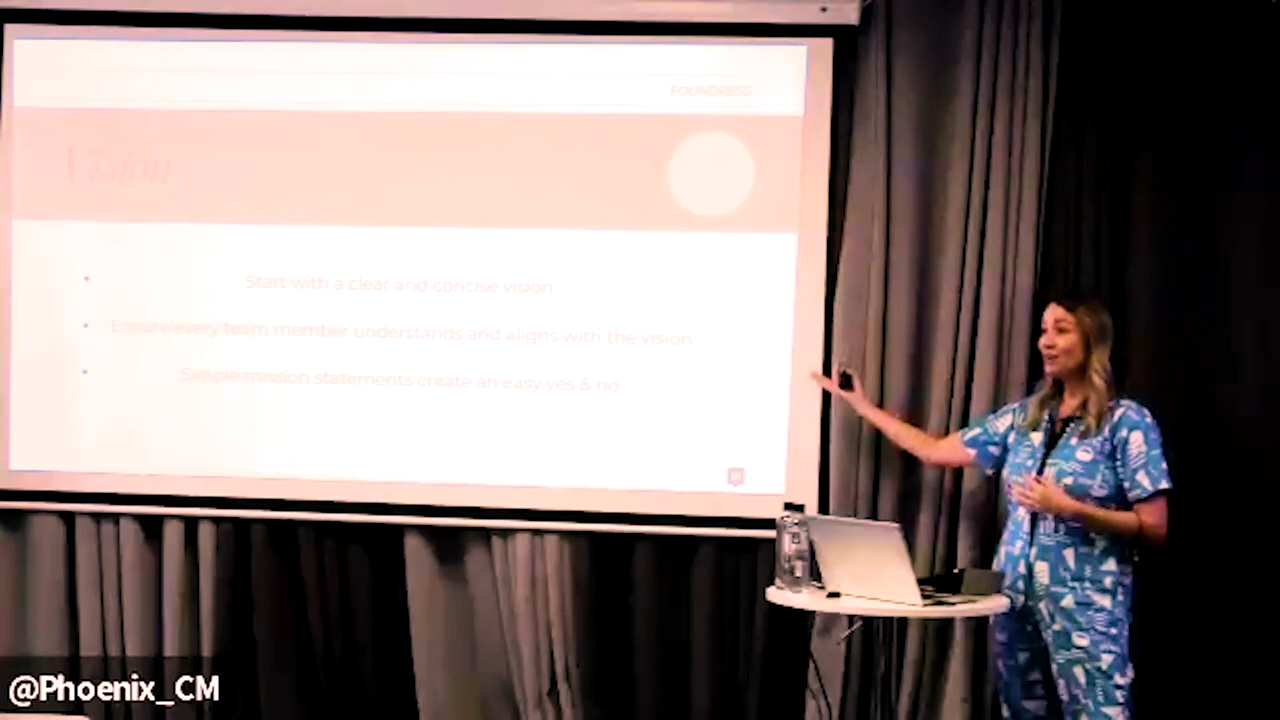 FOUNDRESS
Vision
Start with a clear and concise vision
Ensure every team member understands and aligns with the vision
Simple mission statements create an easy yes & no
@Phoenix_CM